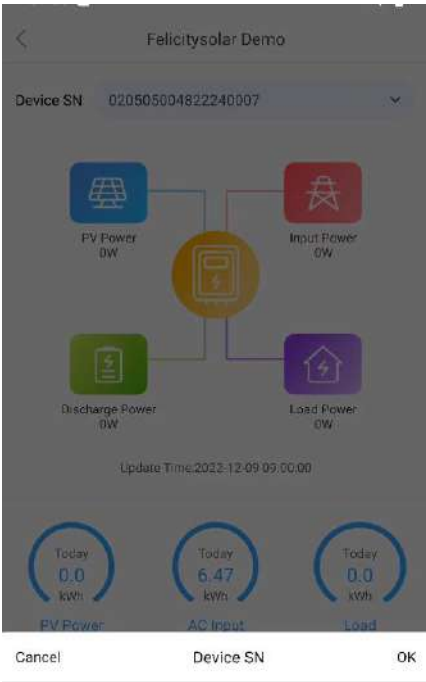 Felicitysolar Demo
Device SN 020505004822240007
PV Power Input Power
0W 0W
Discharge Power Load Power
0W 0W
Update Time:2022-12-09 09:00:00
Today Today Today
0.0 6.47 0.0
kWh kWh kWh
PV Power AC Input Load
Cancel Device SN OK